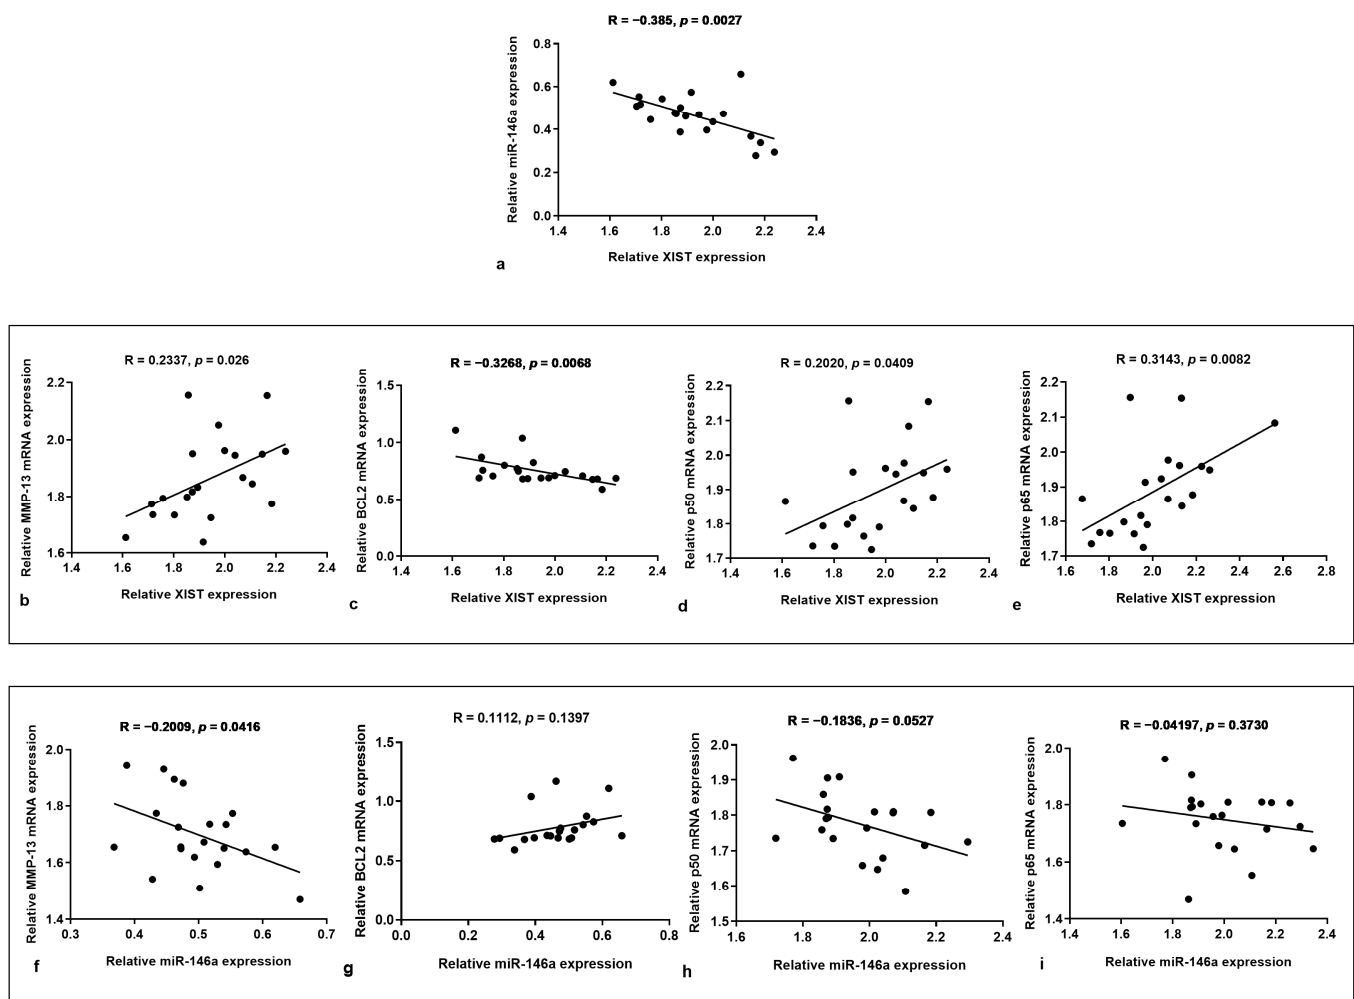 R = −0.385, p = 0.0027
Relative miR-146a expression
0.8
0.6
0.4
0.2
0.0
1.4 1.6 1.8 2.0 2.2 2.4
Relative XIST expression
a
R = 0.2337, p = 0.026
Relative MMP-13 mRNA expression
2.2
2.0
1.8
1.6
1.4 1.6 1.8 2.0 2.2 2.4
Relative XIST expression
b
R = −0.3268, p = 0.0068
Relative BCL2 mRNA expression
1.5
1.0
0.5
0.0
1.4 1.6 1.8 2.0 2.2 2.4
Relative XIST expression
c
R = 0.2020, p = 0.0409
Relative p50 mRNA expression
2.2
2.1
2.0
1.9
1.8
1.7
1.4 1.6 1.8 2.0 2.2 2.4
Relative XIST expression
d
R = 0.3143, p = 0.0082
Relative p65 mRNA expression
2.2
2.1
2.0
1.9
1.8
1.7
1.6 1.8 2.0 2.2 2.4 2.6 2.8
Relative XIST expression
e
R = −0.2009, p = 0.0416
Relative MMP-13 mRNA expression
2.0
1.8
1.6
1.4
0.3 0.4 0.5 0.6 0.7
Relative miR-146a expression
f
R = 0.1112, p = 0.1397
Relative BCL2 mRNA expression
1.5
1.0
0.5
0.0
0.0 0.2 0.4 0.6 0.8
Relative miR-146a expression
g
R = −0.1836, p = 0.0527
Relative p50 mRNA expression
2.0
1.9
1.8
1.7
1.6
1.5
1.6 1.8 2.0 2.2 2.4
Relative miR-146a expression
h
R = −0.04197, p = 0.3730
Relative p65 mRNA expression
2.0
1.8
1.6
1.4
1.4 1.6 1.8 2.0 2.2 2.4
Relative miR-146a expression
i